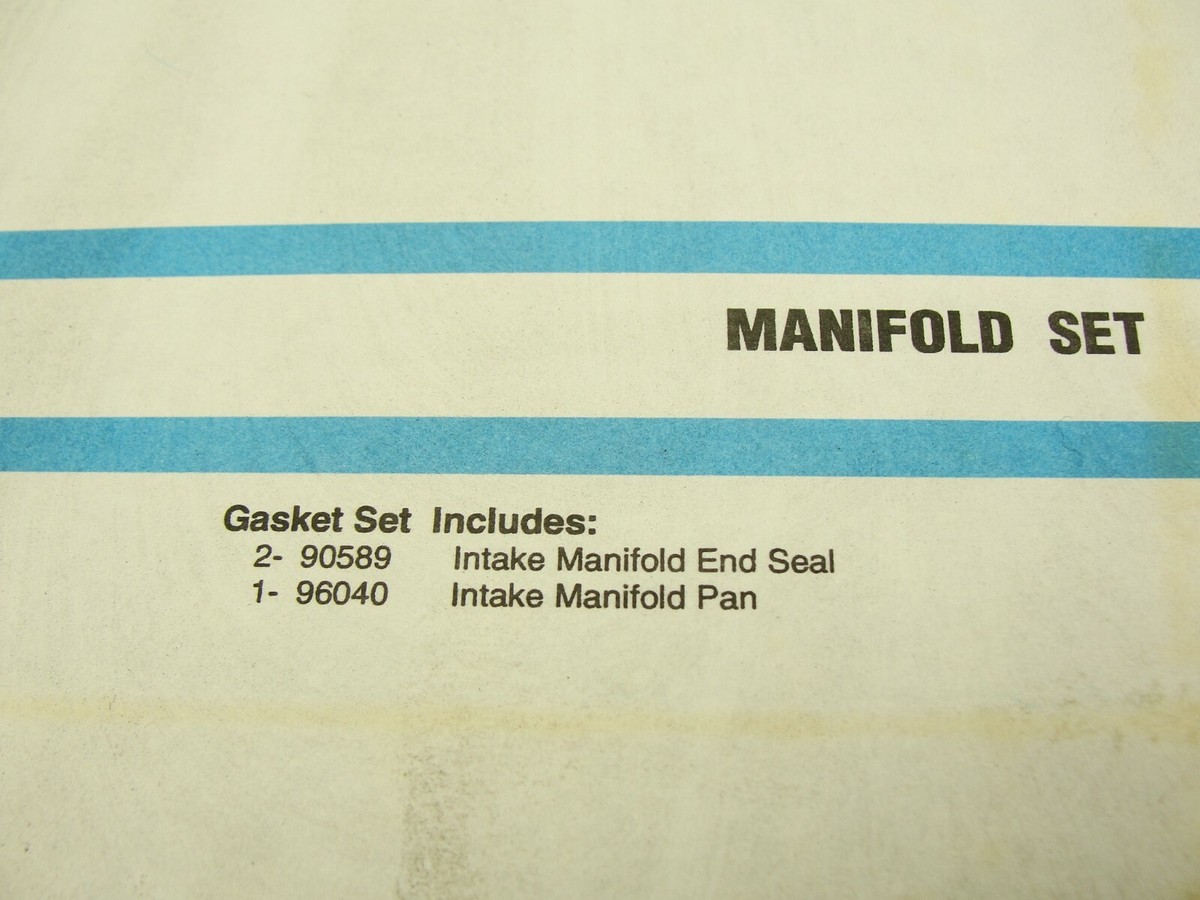 MANIFOLD SET
Gasket Set Includes:
2- 90589 Intake Manifold End Seal
1- 96040 Intake Manifold Pan